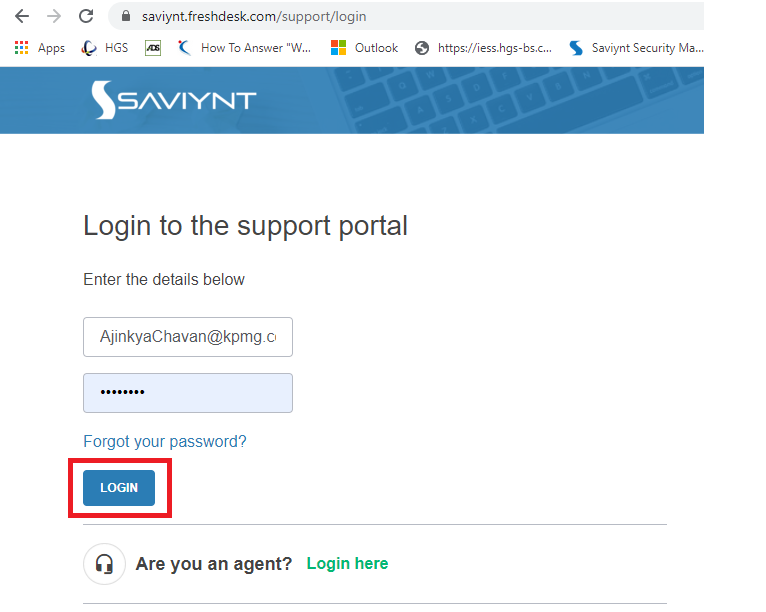 saviynt.freshdesk.com/support/login
Apps HGS ADS How To Answer "W... Outlook https://iess.hgs-bs.c... Saviynt Security Ma...
SAVIYNT
Login to the support portal
Enter the details below
AjinkyaChavan@kpmg.c
••••••••
Forgot your password?
LOGIN
Are you an agent? Login here